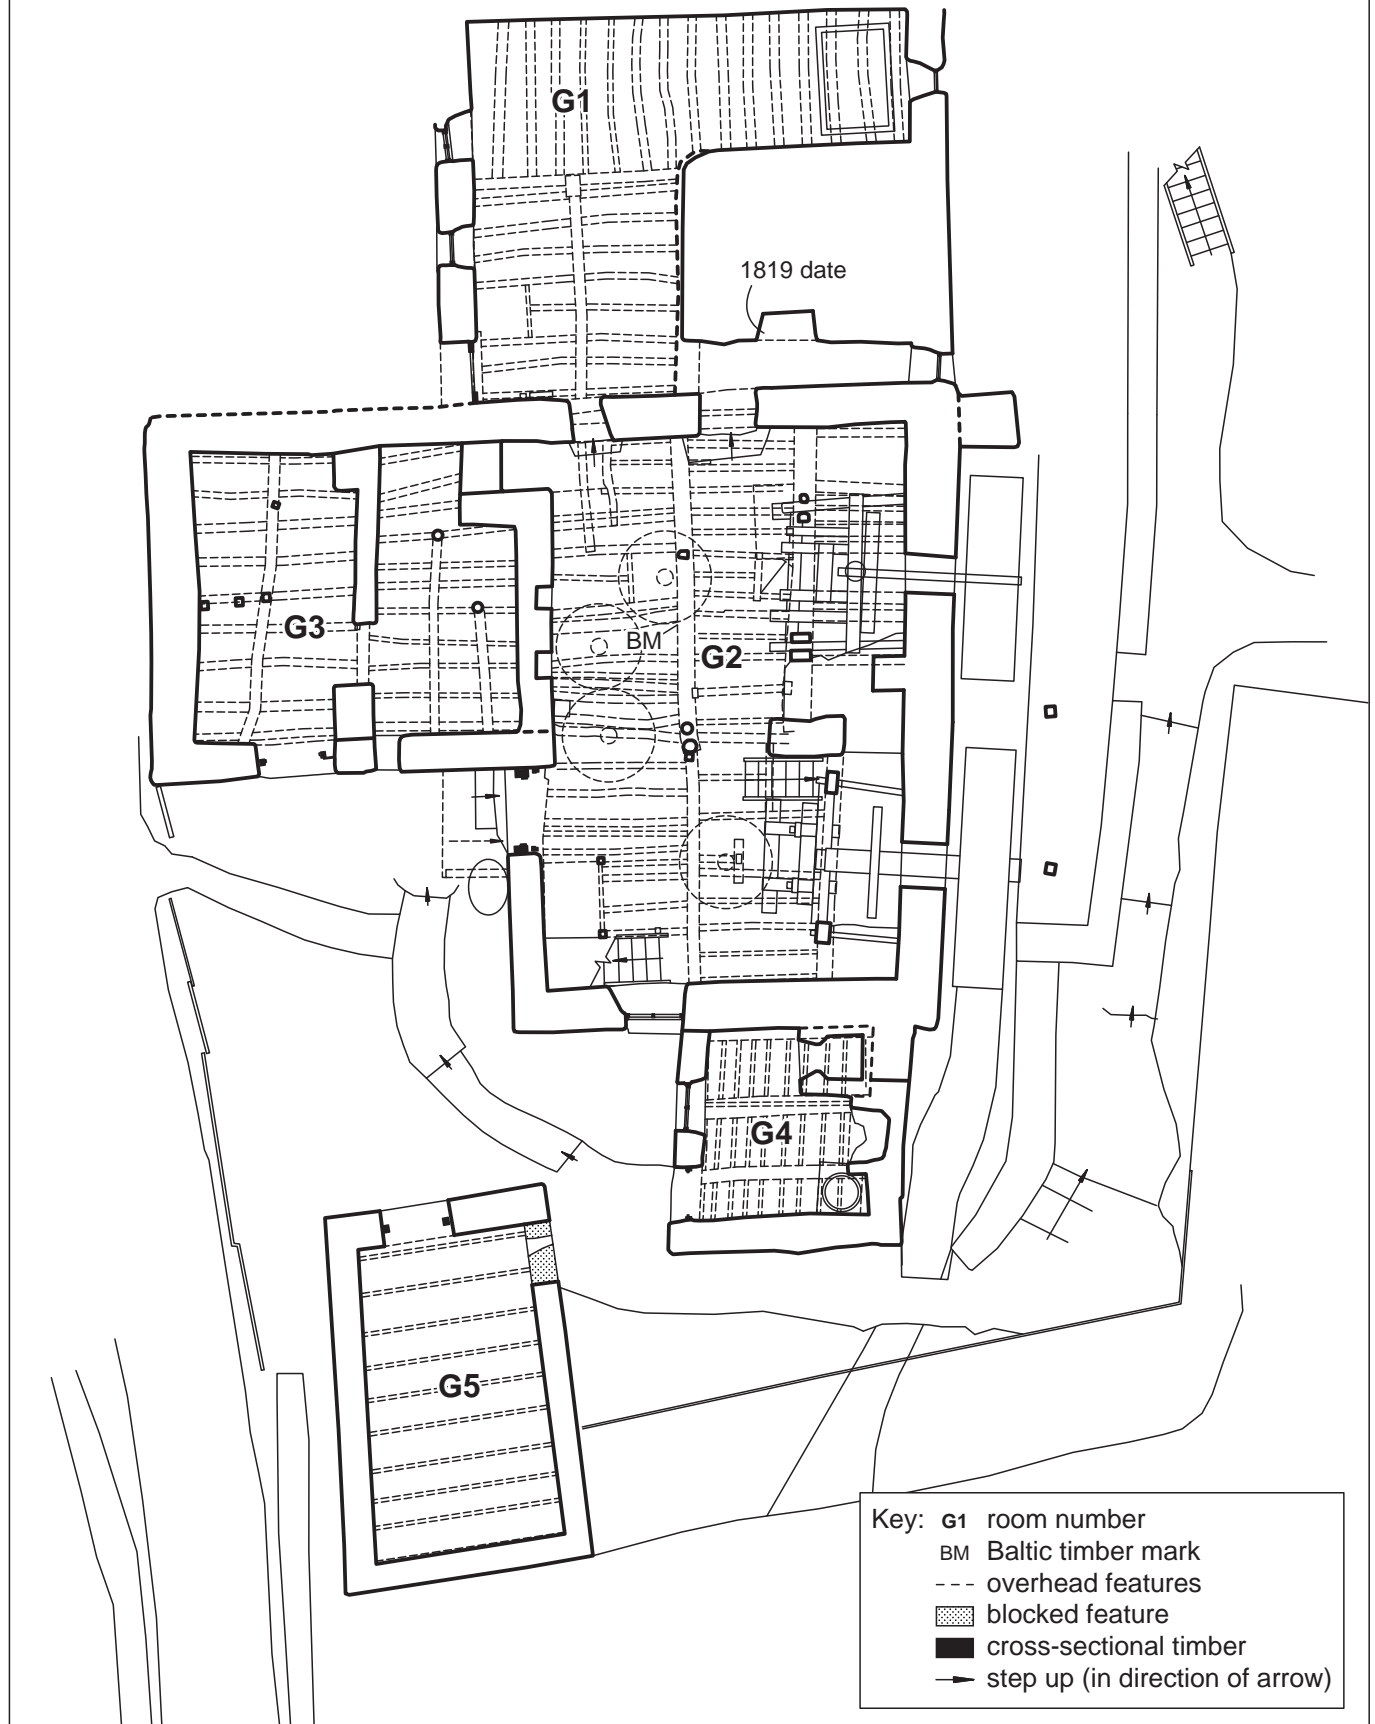 G1
1819 date
G3
BM
G2
G4
G5
Key: G1 room number
BM Baltic timber mark
overhead features
blocked feature
cross-sectional timber
step up (in direction of arrow)